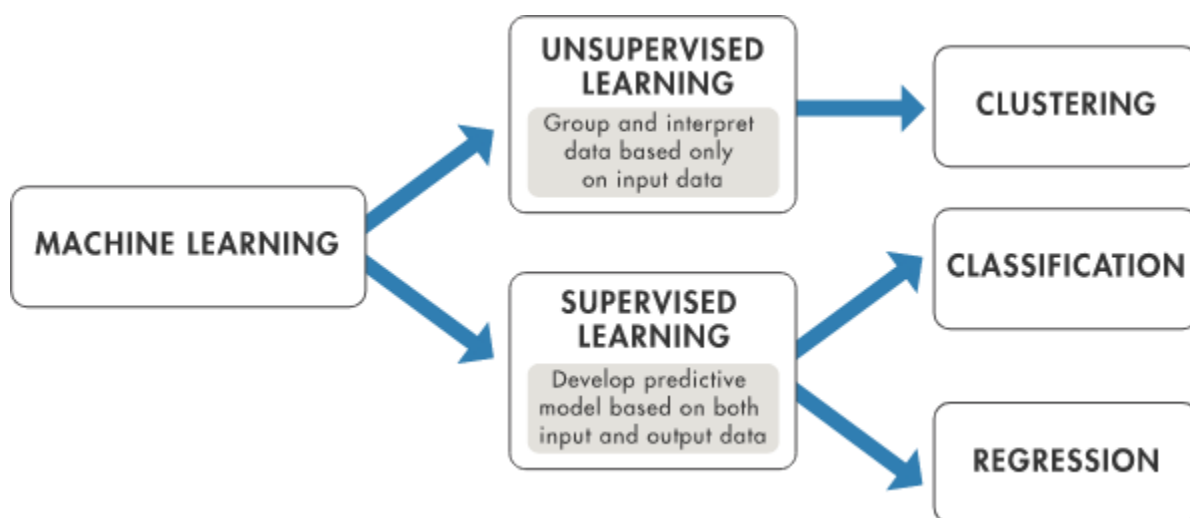 MACHINE LEARNING
UNSUPERVISED
LEARNING
Group and interpret
data based only
on input data
SUPERVISED
LEARNING
Develop predictive
model based on both
input and output data
CLUSTERING
CLASSIFICATION
REGRESSION